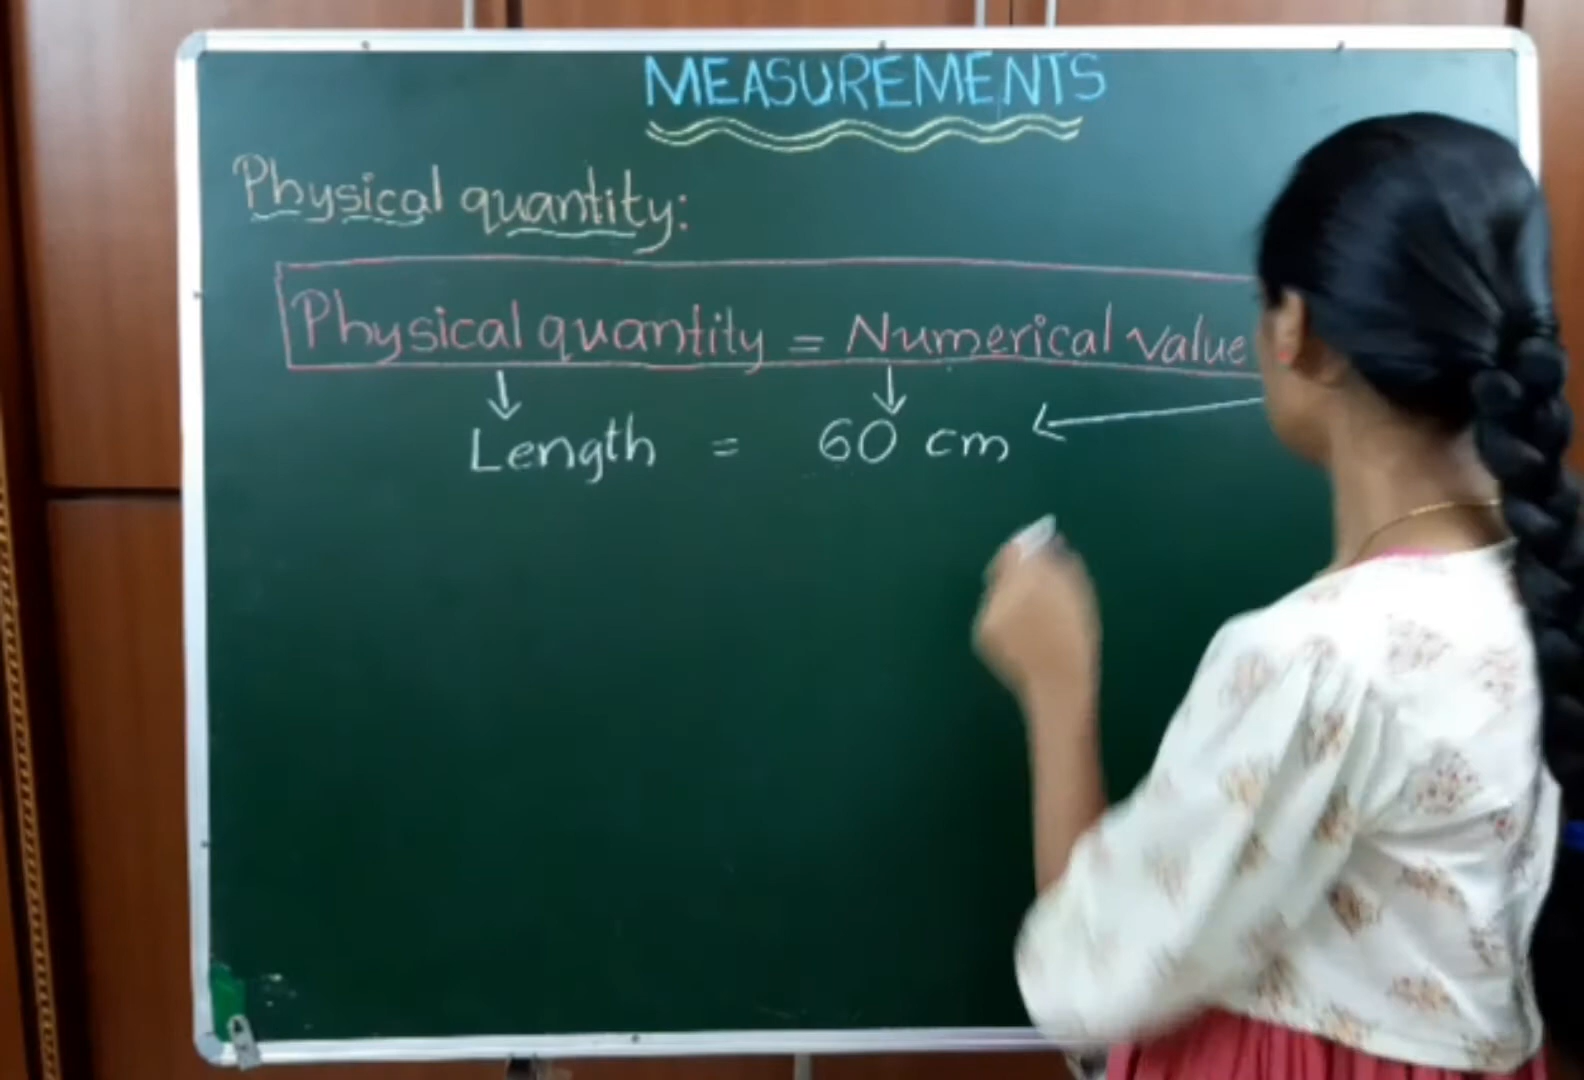 MEASUREMENTS
Physical quantity:
Physical quantity = Numerical value
Length = 60 cm